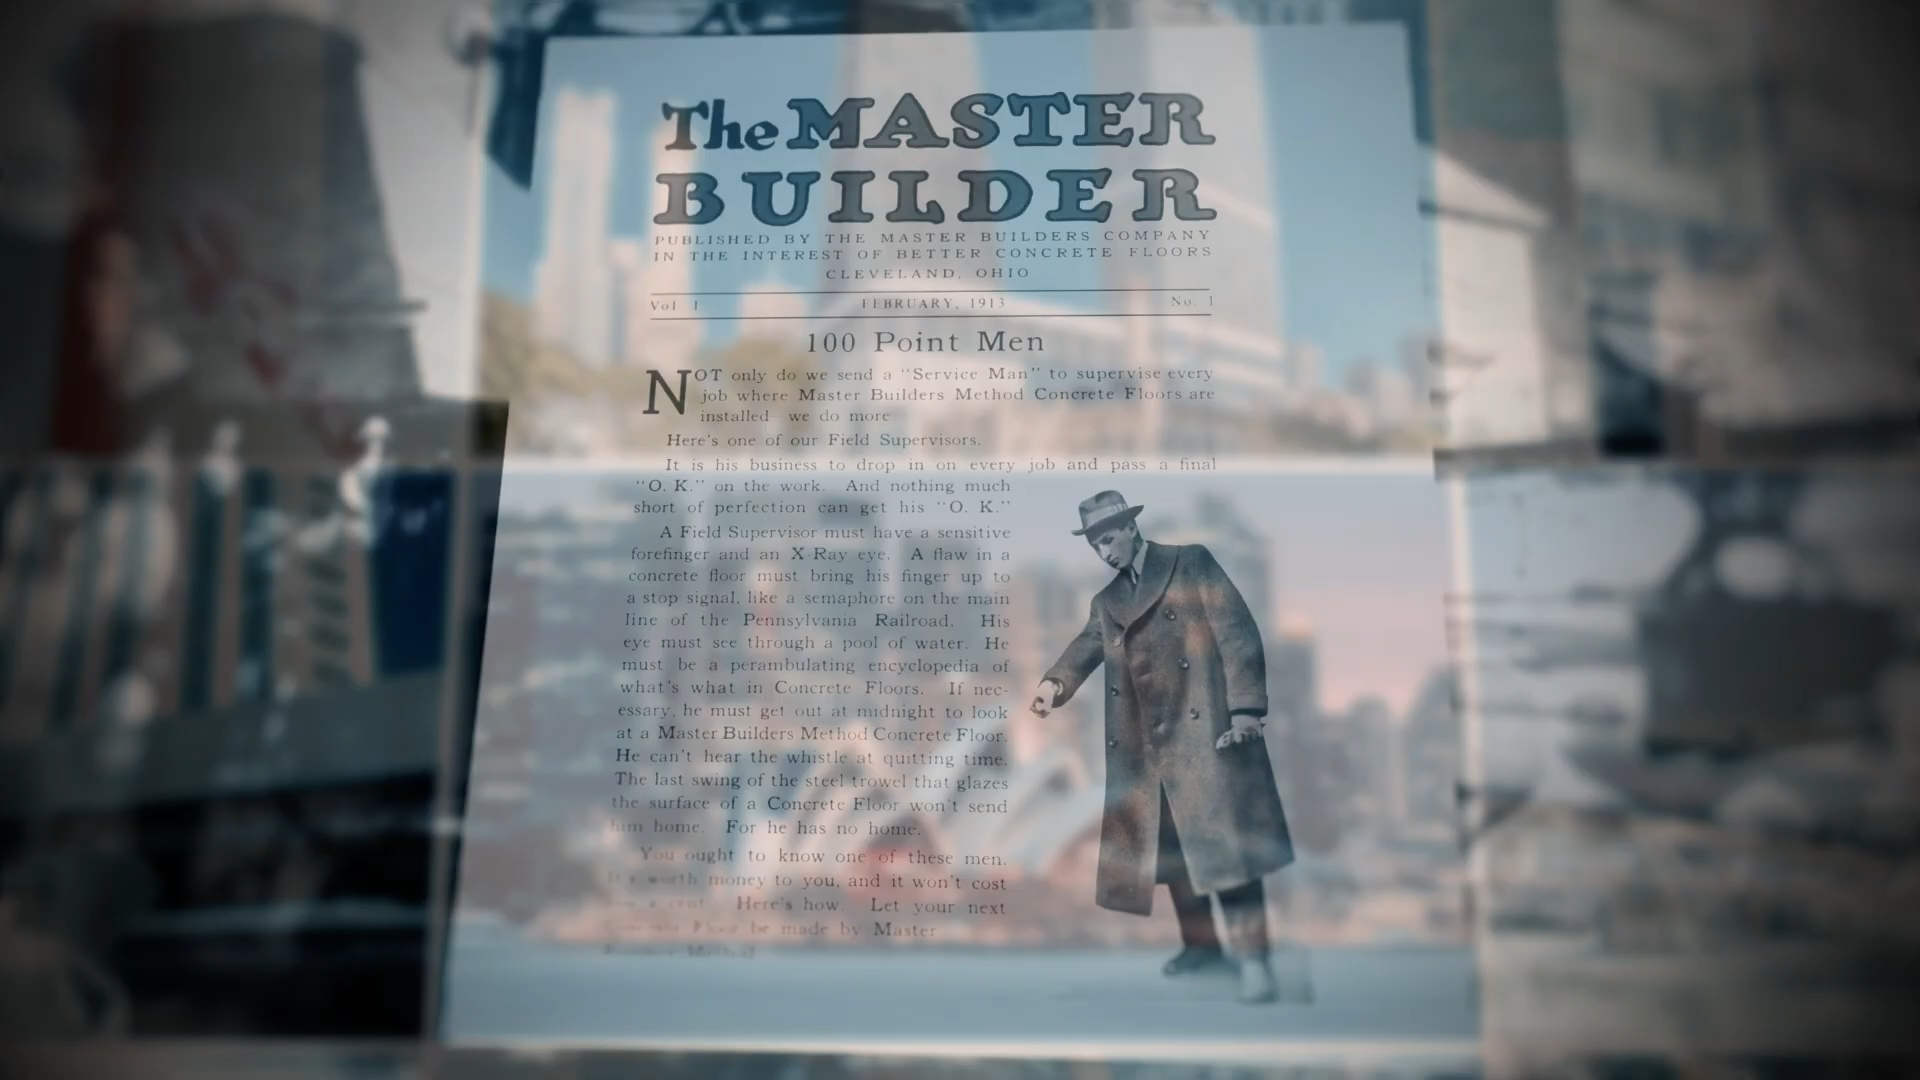 The MASTER
BUILDER
PUBLISHED BY THE MASTER BUILDERS COMPANY
IN THE INTEREST OF BETTER CONCRETE FLOORS
CLEVELAND, OHIO
Vol 1 FEBRUARY, 1913 No. 1
100 Point Men
NOT only do we send a "Service Man" to supervise every
job where Master Builders Method Concrete Floors are
installed we do more
Here's one of our Field Supervisors.
It is his business to drop in on every job and pass a final
"O. K." on the work. And nothing much
short of perfection can get his "O. K."
A Field Supervisor must have a sensitive
forefinger and an X-Ray eye. A flaw in a
concrete floor must bring his finger up to
a stop signal, like a semaphore on the main
line of the Pennsylvania Railroad. His
eye must see through a pool of water. He
must be a perambulating encyclopedia of
what's what in Concrete Floors. If nec-
essary, he must get out at midnight to look
at a Master Builders Method Concrete Floor.
He can't hear the whistle at quitting time.
The last swing of the steel trowel that glazes
the surface of a Concrete Floor won't send
him home. For he has no home.
You ought to know one of these men.
It's worth money to you, and it won't cost
a cent. Here's how. Let your next
Concrete Floor be made by Master
Method